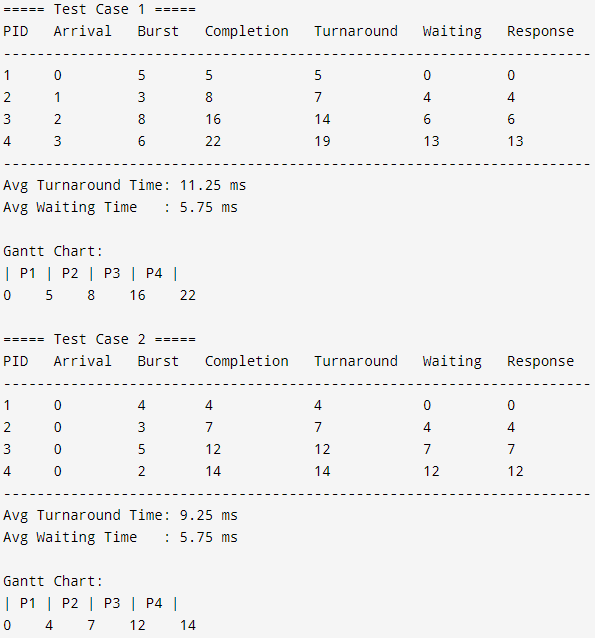 ===== Test Case 1 =====
PID   Arrival   Burst   Completion   Turnaround   Waiting   Response
----------------------------------------------------------------------
1     0         5       5            5            0         0
2     1         3       8            7            4         4
3     2         8       16           14           6         6
4     3         6       22           19           13        13
----------------------------------------------------------------------
Avg Turnaround Time: 11.25 ms
Avg Waiting Time   : 5.75 ms

Gantt Chart:
| P1 | P2 | P3 | P4 |
0    5    8    16    22

===== Test Case 2 =====
PID   Arrival   Burst   Completion   Turnaround   Waiting   Response
----------------------------------------------------------------------
1     0         4       4            4            0         0
2     0         3       7            7            4         4
3     0         5       12           12           7         7
4     0         2       14           14           12        12
----------------------------------------------------------------------
Avg Turnaround Time: 9.25 ms
Avg Waiting Time   : 5.75 ms

Gantt Chart:
| P1 | P2 | P3 | P4 |
0    4    7    12    14